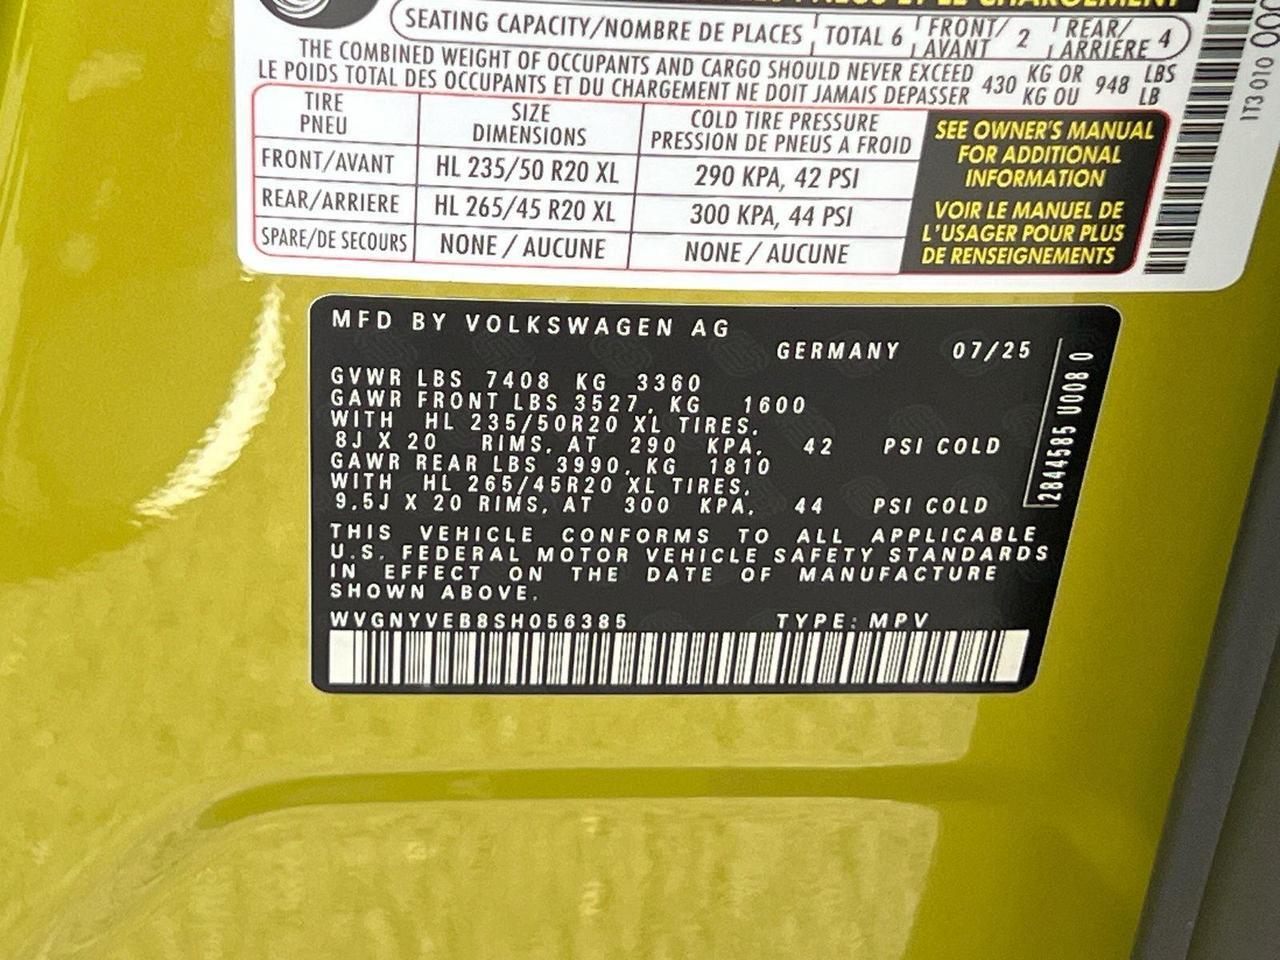 SEATING CAPACITY/NOMBRE DE PLACES TOTAL 6 FRONT/AVANT 2 REAR/ARRIÈRE 4
THE COMBINED WEIGHT OF OCCUPANTS AND CARGO SHOULD NEVER EXCEED 430 KG OR 948 LBS
LE POIDS TOTAL DES OCCUPANTS ET DU CHARGEMENT NE DOIT JAMAIS DEPASSER KG OU LB
TIRE PNEU SIZE DIMENSIONS COLD TIRE PRESSURE PRESSION DE PNEUS A FROID
FRONT/AVANT HL 235/50 R20 XL 290 KPA, 42 PSI
REAR/ARRIERE HL 265/45 R20 XL 300 KPA, 44 PSI
SPARE/DE SECOURS NONE / AUCUNE NONE / AUCUNE
SEE OWNER'S MANUAL
FOR ADDITIONAL
INFORMATION
VOIR LE MANUEL DE
L'USAGER POUR PLUS
DE RENSEIGNEMENTS
MFD BY VOLKSWAGEN AG
GERMANY 07/25
GVWR LBS 7408 KG 3360
GAWR FRONT LBS 3527, KG 1600
WITH HL 235/50R20 XL TIRES,
8J X 20 RIMS, AT 290 KPA, 42 PSI COLD
GAWR REAR LBS 3990, KG 1810
WITH HL 265/45R20 XL TIRES,
9.5J X 20 RIMS, AT 300 KPA, 44 PSI COLD
THIS VEHICLE CONFORMS TO ALL APPLICABLE
U.S. FEDERAL MOTOR VEHICLE SAFETY STANDARDS
IN EFFECT ON THE DATE OF MANUFACTURE
SHOWN ABOVE.
WVGNYVEB8SH056385 TYPE: MPV
2844585 U008 0